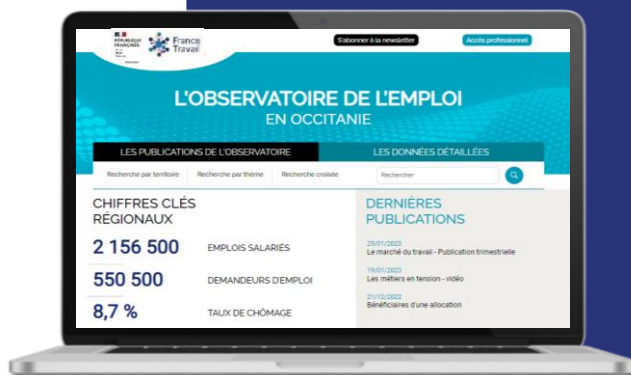 RÉPUBLIQUE
FRANÇAISE
France
Travail
S'abonner à la newsletter
Accès professionnel
L'OBSERVATOIRE DE L'EMPLOI
EN OCCITANIE
LES PUBLICATIONS DE L'OBSERVATOIRE
LES DONNÉES DÉTAILLÉES
Recherche par territoire
Recherche par thème
Recherche croisée
Rechercher
CHIFFRES CLÉS
RÉGIONAUX
2 156 500
EMPLOIS SALARIÉS
550 500
DEMANDEURS D'EMPLOI
8,7 %
TAUX DE CHÔMAGE
DERNIÈRES
PUBLICATIONS
25/01/2023
Le marché du travail - Publication trimestrielle
19/01/2023
Les métiers en tension - vidéo
21/12/2022
Bénéficiaires d'une allocation